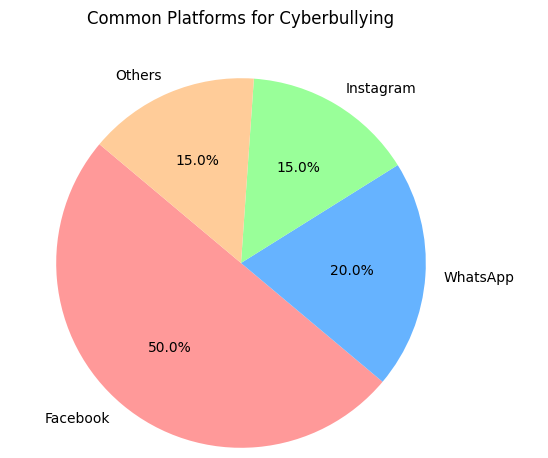 Common Platforms for Cyberbullying
Others
Instagram
15.0%
15.0%
20.0%
WhatsApp
50.0%
Facebook